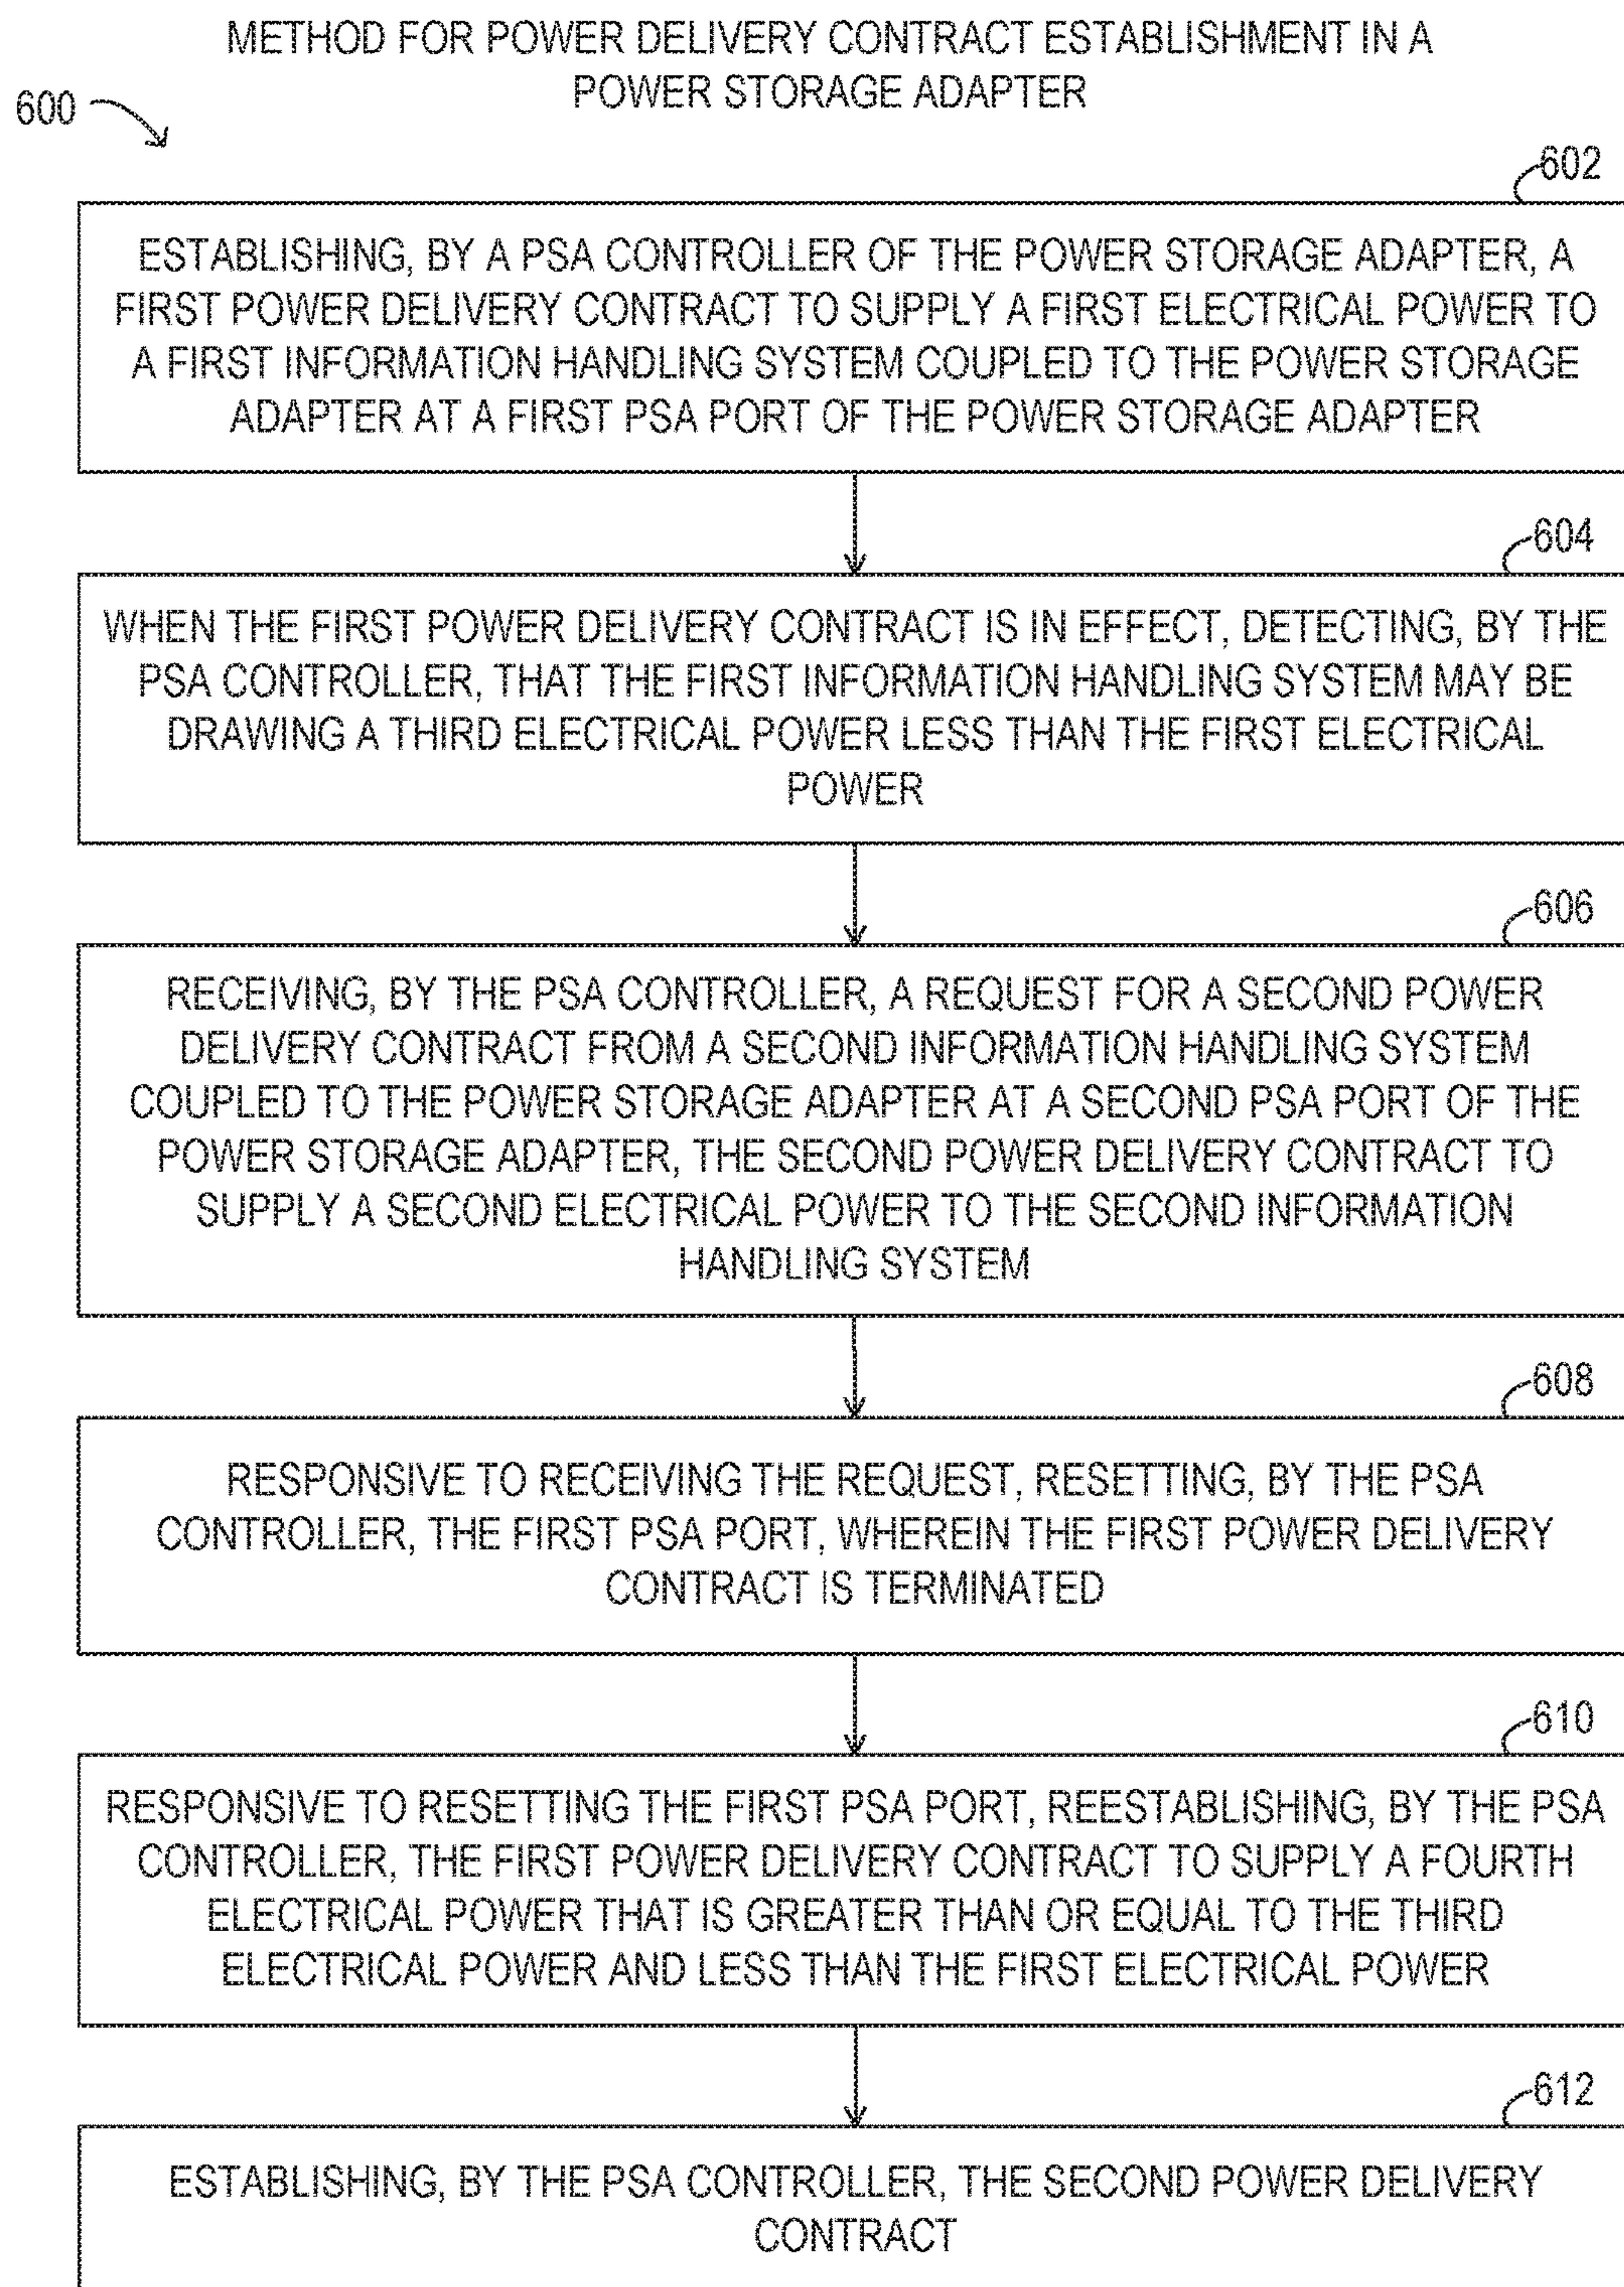 METHOD FOR POWER DELIVERY CONTRACT ESTABLISHMENT IN A
POWER STORAGE ADAPTER
600
602
ESTABLISHING, BY A PSA CONTROLLER OF THE POWER STORAGE ADAPTER, A
FIRST POWER DELIVERY CONTRACT TO SUPPLY A FIRST ELECTRICAL POWER TO
A FIRST INFORMATION HANDLING SYSTEM COUPLED TO THE POWER STORAGE
ADAPTER AT A FIRST PSA PORT OF THE POWER STORAGE ADAPTER
604
WHEN THE FIRST POWER DELIVERY CONTRACT IS IN EFFECT, DETECTING, BY THE
PSA CONTROLLER, THAT THE FIRST INFORMATION HANDLING SYSTEM MAY BE
DRAWING A THIRD ELECTRICAL POWER LESS THAN THE FIRST ELECTRICAL
POWER
606
RECEIVING, BY THE PSA CONTROLLER, A REQUEST FOR A SECOND POWER
DELIVERY CONTRACT FROM A SECOND INFORMATION HANDLING SYSTEM
COUPLED TO THE POWER STORAGE ADAPTER AT A SECOND PSA PORT OF THE
POWER STORAGE ADAPTER, THE SECOND POWER DELIVERY CONTRACT TO
SUPPLY A SECOND ELECTRICAL POWER TO THE SECOND INFORMATION
HANDLING SYSTEM
608
RESPONSIVE TO RECEIVING THE REQUEST, RESETTING, BY THE PSA
CONTROLLER, THE FIRST PSA PORT, WHEREIN THE FIRST POWER DELIVERY
CONTRACT IS TERMINATED
610
RESPONSIVE TO RESETTING THE FIRST PSA PORT, REESTABLISHING, BY THE PSA
CONTROLLER, THE FIRST POWER DELIVERY CONTRACT TO SUPPLY A FOURTH
ELECTRICAL POWER THAT IS GREATER THAN OR EQUAL TO THE THIRD
ELECTRICAL POWER AND LESS THAN THE FIRST ELECTRICAL POWER
612
ESTABLISHING, BY THE PSA CONTROLLER, THE SECOND POWER DELIVERY
CONTRACT